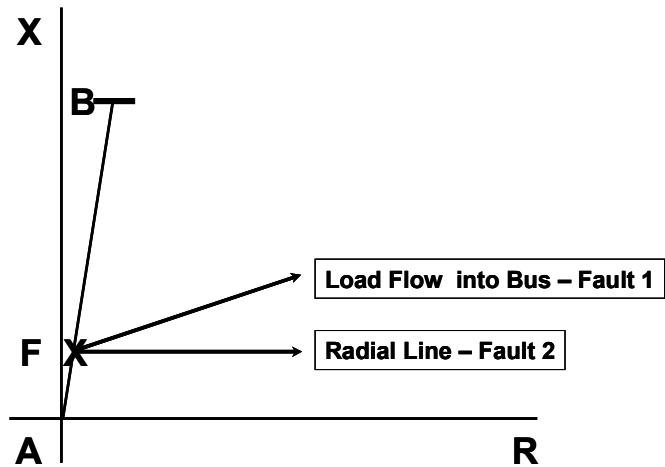 X
B
Load Flow into Bus – Fault 1
F X
Radial Line – Fault 2
A
R